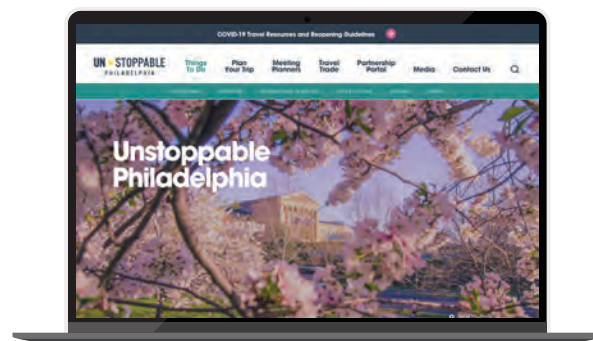 COVID-19 Travel Resources and Reopening Guidelines
UN STOPPABLE
PHILADELPHIA
Things
To Do
Plan
Your Trip
Meeting
Planners
Travel
Trade
Partnership
Portal
Media
Contact Us
Unstoppable
Philadelphia